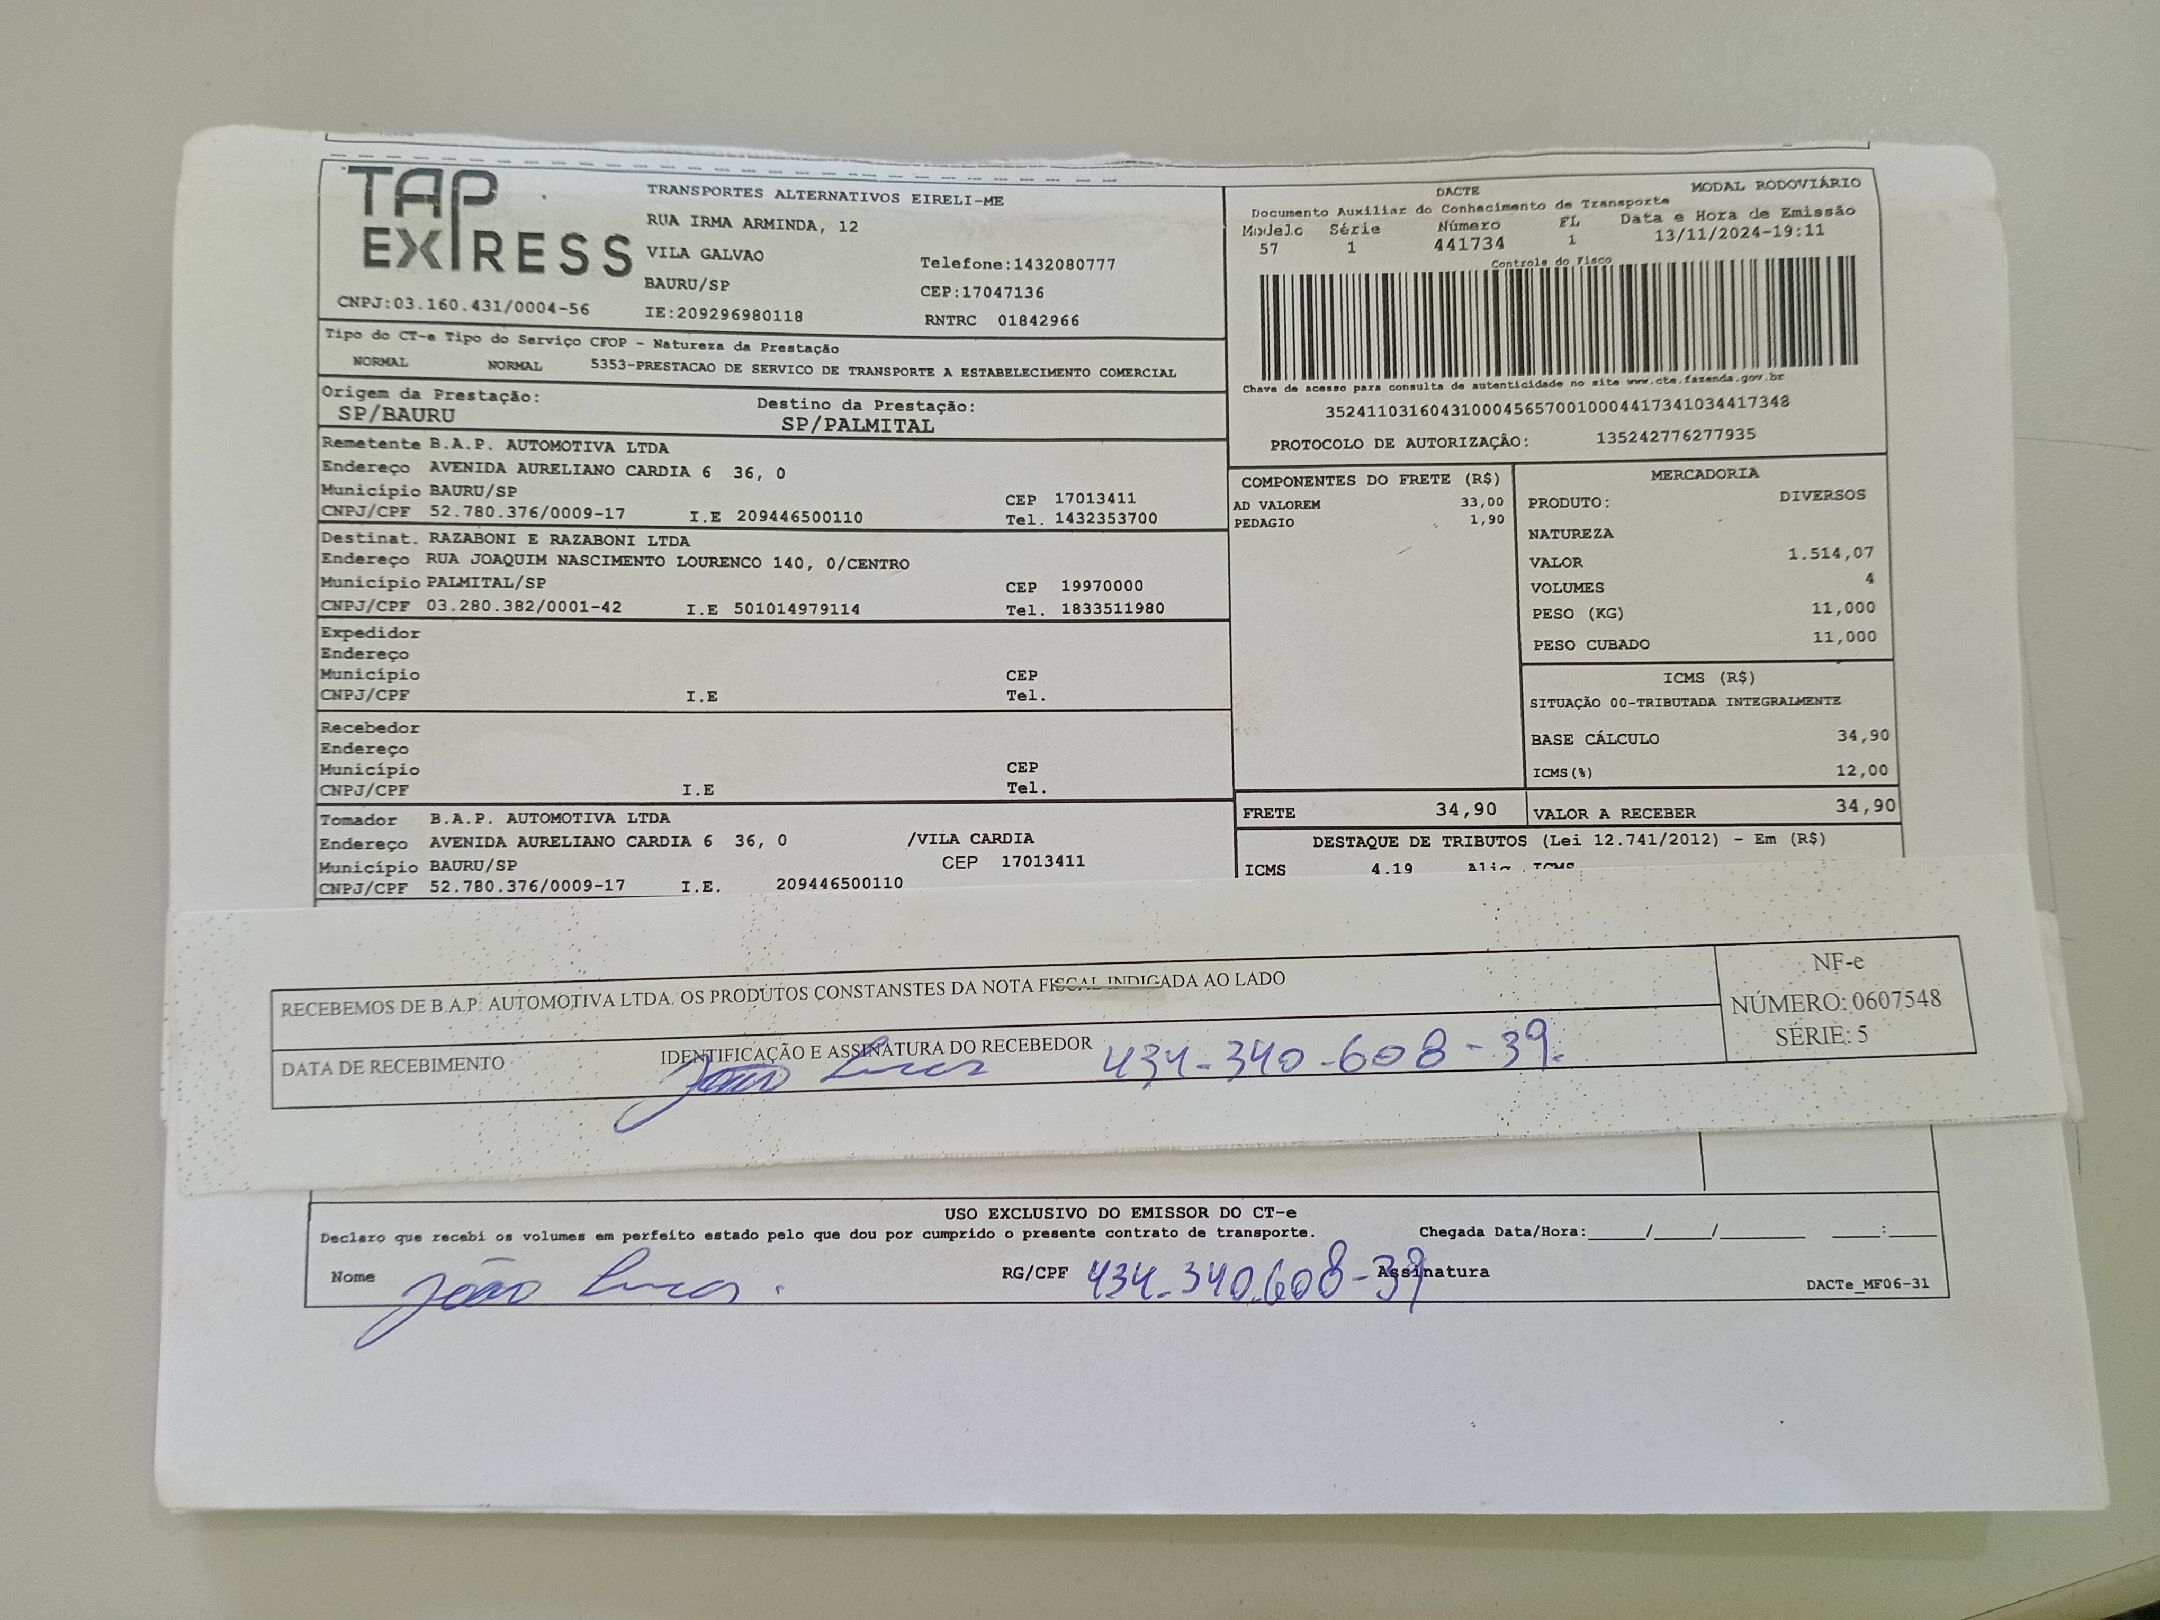 TAP
EXPRESS
CNPJ:03.160.431/0004-56
TRANSPORTES ALTERNATIVOS EIRELI-ME
RUA IRMA ARMINDA, 12
VILA GALVAO
BAURU/SP
IE:209296980118
Telefone:1432080777
CEP:17047136
RNTRC 01842966
DACTE MODAL RODOVIÁRIO
Documento Auxiliar do Conhecimento de Transporte
Modelo Série Número FL Data e Hora de Emissão
57 1 441734 1 13/11/2024-19:11
Controle do Fisco
Chave de acesso para consulta de autenticidade no site www.cte.fazenda.gov.br
35241103160431000456570010004417341034417348
PROTOCOLO DE AUTORIZAÇÃO: 135242776277935
Tipo do CT-e Tipo do Serviço CFOP - Natureza da Prestação
NORMAL NORMAL 5353-PRESTACAO DE SERVICO DE TRANSPORTE A ESTABELECIMENTO COMERCIAL
Origem da Prestação: Destino da Prestação:
SP/BAURU SP/PALMITAL
Remetente B.A.P. AUTOMOTIVA LTDA
Endereço AVENIDA AURELIANO CARDIA 6 36, 0
Município BAURU/SP CEP 17013411
CNPJ/CPF 52.780.376/0009-17 I.E 209446500110 Tel. 1432353700
Destinat. RAZABONI E RAZABONI LTDA
Endereço RUA JOAQUIM NASCIMENTO LOURENCO 140, 0/CENTRO
Município PALMITAL/SP CEP 19970000
CNPJ/CPF 03.280.382/0001-42 I.E 501014979114 Tel. 1833511980
Expedidor
Endereço
Município CEP
CNPJ/CPF I.E Tel.
Recebedor
Endereço
Município CEP
CNPJ/CPF I.E Tel.
Tomador B.A.P. AUTOMOTIVA LTDA
Endereço AVENIDA AURELIANO CARDIA 6 36, 0 /VILA CARDIA
Município BAURU/SP CEP 17013411
CNPJ/CPF 52.780.376/0009-17 I.E. 209446500110
COMPONENTES DO FRETE (R$)
AD VALOREM 33,00
PEDAGIO 1,90
MERCADORIA
PRODUTO: DIVERSOS
NATUREZA
VALOR 1.514,07
VOLUMES 4
PESO (KG) 11,000
PESO CUBADO 11,000
ICMS (R$)
SITUAÇÃO 00-TRIBUTADA INTEGRALMENTE
BASE CÁLCULO 34,90
ICMS(%) 12,00
FRETE 34,90 VALOR A RECEBER 34,90
DESTAQUE DE TRIBUTOS (Lei 12.741/2012) - Em (R$)
ICMS 4.19 Aliq. ICMS
RECEBEMOS DE B.A.P. AUTOMOTIVA LTDA. OS PRODUTOS CONSTANSTES DA NOTA FISCAL INDICADA AO LADO
DATA DE RECEBIMENTO IDENTIFICAÇÃO E ASSINATURA DO RECEBEDOR
João Lucas 434-340-608-39.
NF-e
NÚMERO: 0607548
SÉRIE: 5
USO EXCLUSIVO DO EMISSOR DO CT-e
Declaro que recebi os volumes em perfeito estado pelo que dou por cumprido o presente contrato de transporte. Chegada Data/Hora:_____/_____/________ ____:____
Nome João Lucas. RG/CPF 434-340.608-39 Assinatura
DACTe_MF06-31